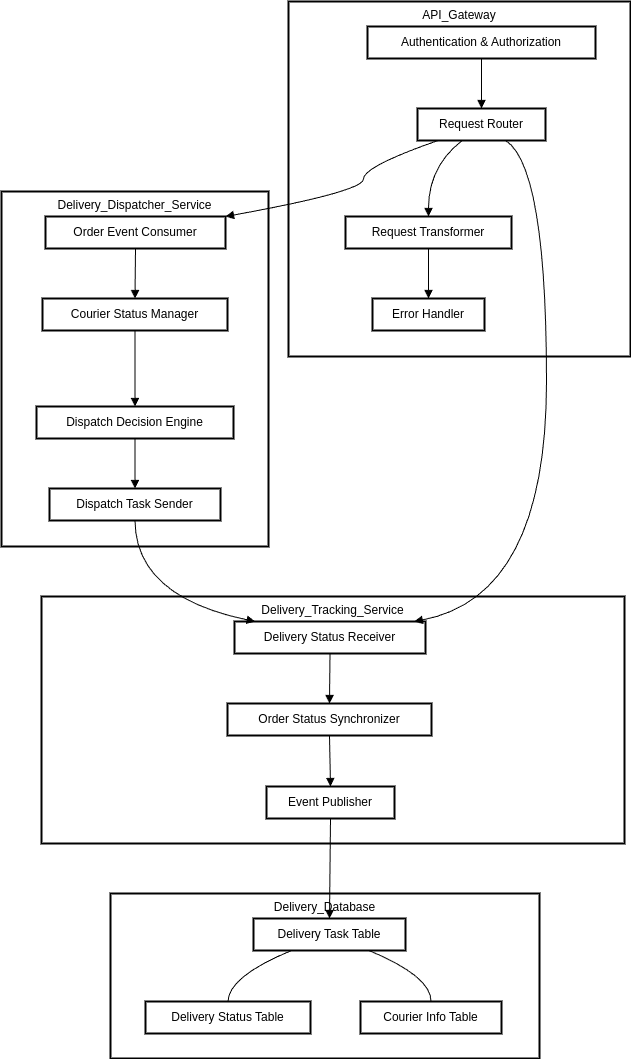 API_Gateway
Authentication & Authorization
Request Router
Delivery_Dispatcher_Service
Order Event Consumer
Request Transformer
Courier Status Manager
Error Handler
Dispatch Decision Engine
Dispatch Task Sender
Delivery_Tracking_Service
Delivery Status Receiver
Order Status Synchronizer
Event Publisher
Delivery_Database
Delivery Task Table
Delivery Status Table
Courier Info Table